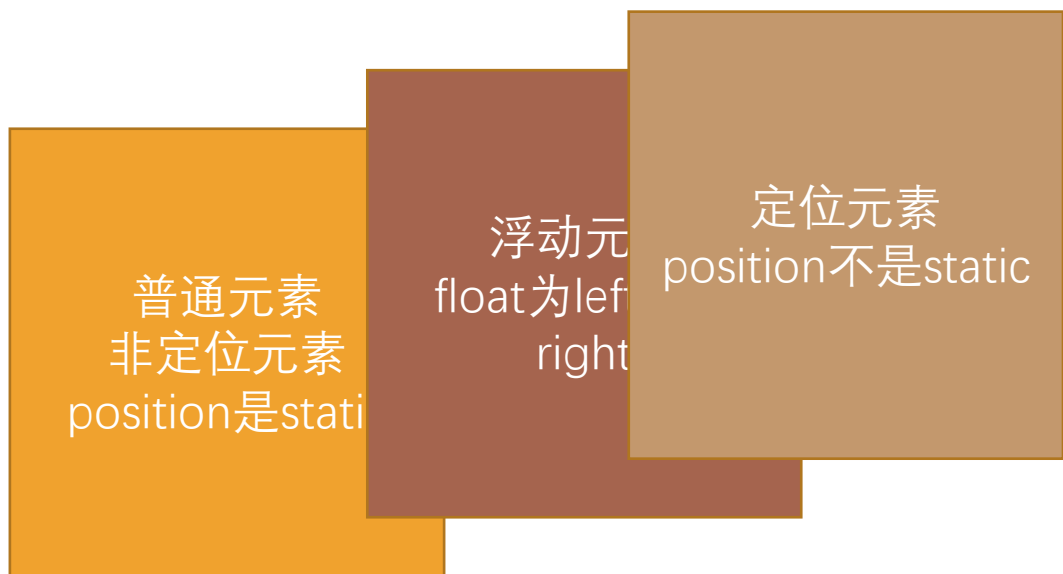 普通元素
非定位元素
position是stati
浮动元
float为left
right
定位元素
position不是static